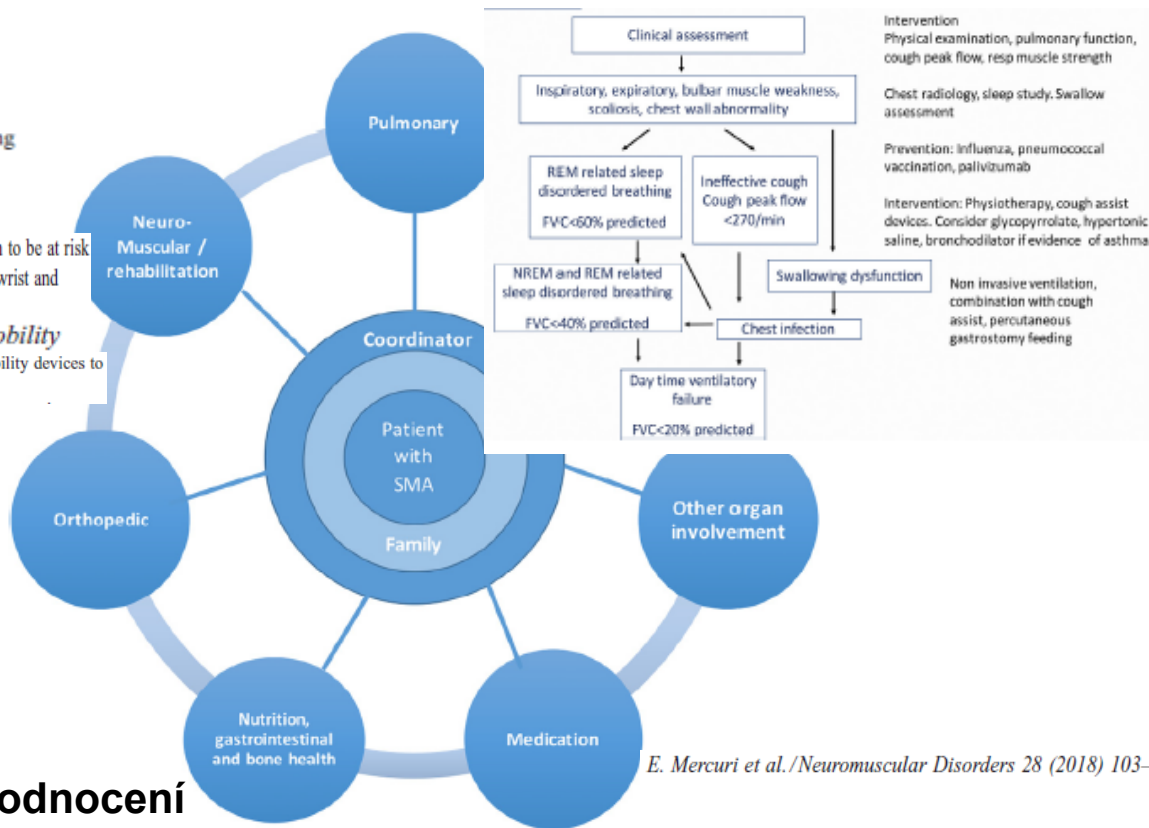 ng
n to be at risk
wrist and
obility
bility devices to
Pulmonary
Neuro-
Muscular /
rehabilitation
Coordinator
Patient
with
SMA
Family
Orthopedic
Other organ
involvement
Nutrition,
gastrointestinal
and bone health
Medication
Clinical assessment
Inspiratory, expiratory, bulbar muscle weakness,
scoliosis, chest wall abnormality
REM related sleep
disordered breathing
FVC<60% predicted
Ineffective cough
Cough peak flow
<270/min
NREM and REM related
sleep disordered breathing
FVC<40% predicted
Swallowing dysfunction
Chest infection
Day time ventilatory
failure
FVC<20% predicted
Intervention
Physical examination, pulmonary function,
cough peak flow, resp muscle strength
Chest radiology, sleep study. Swallow
assessment
Prevention: Influenza, pneumococcal
vaccination, palivizumab
Intervention: Physiotherapy, cough assist
devices. Consider glycopyrrolate, hypertonic
saline, bronchodilator if evidence of asthma
Non invasive ventilation,
combination with cough
assist, percutaneous
gastrostomy feeding
E. Mercuri et al./Neuromuscular Disorders 28 (2018) 103–
odnocení